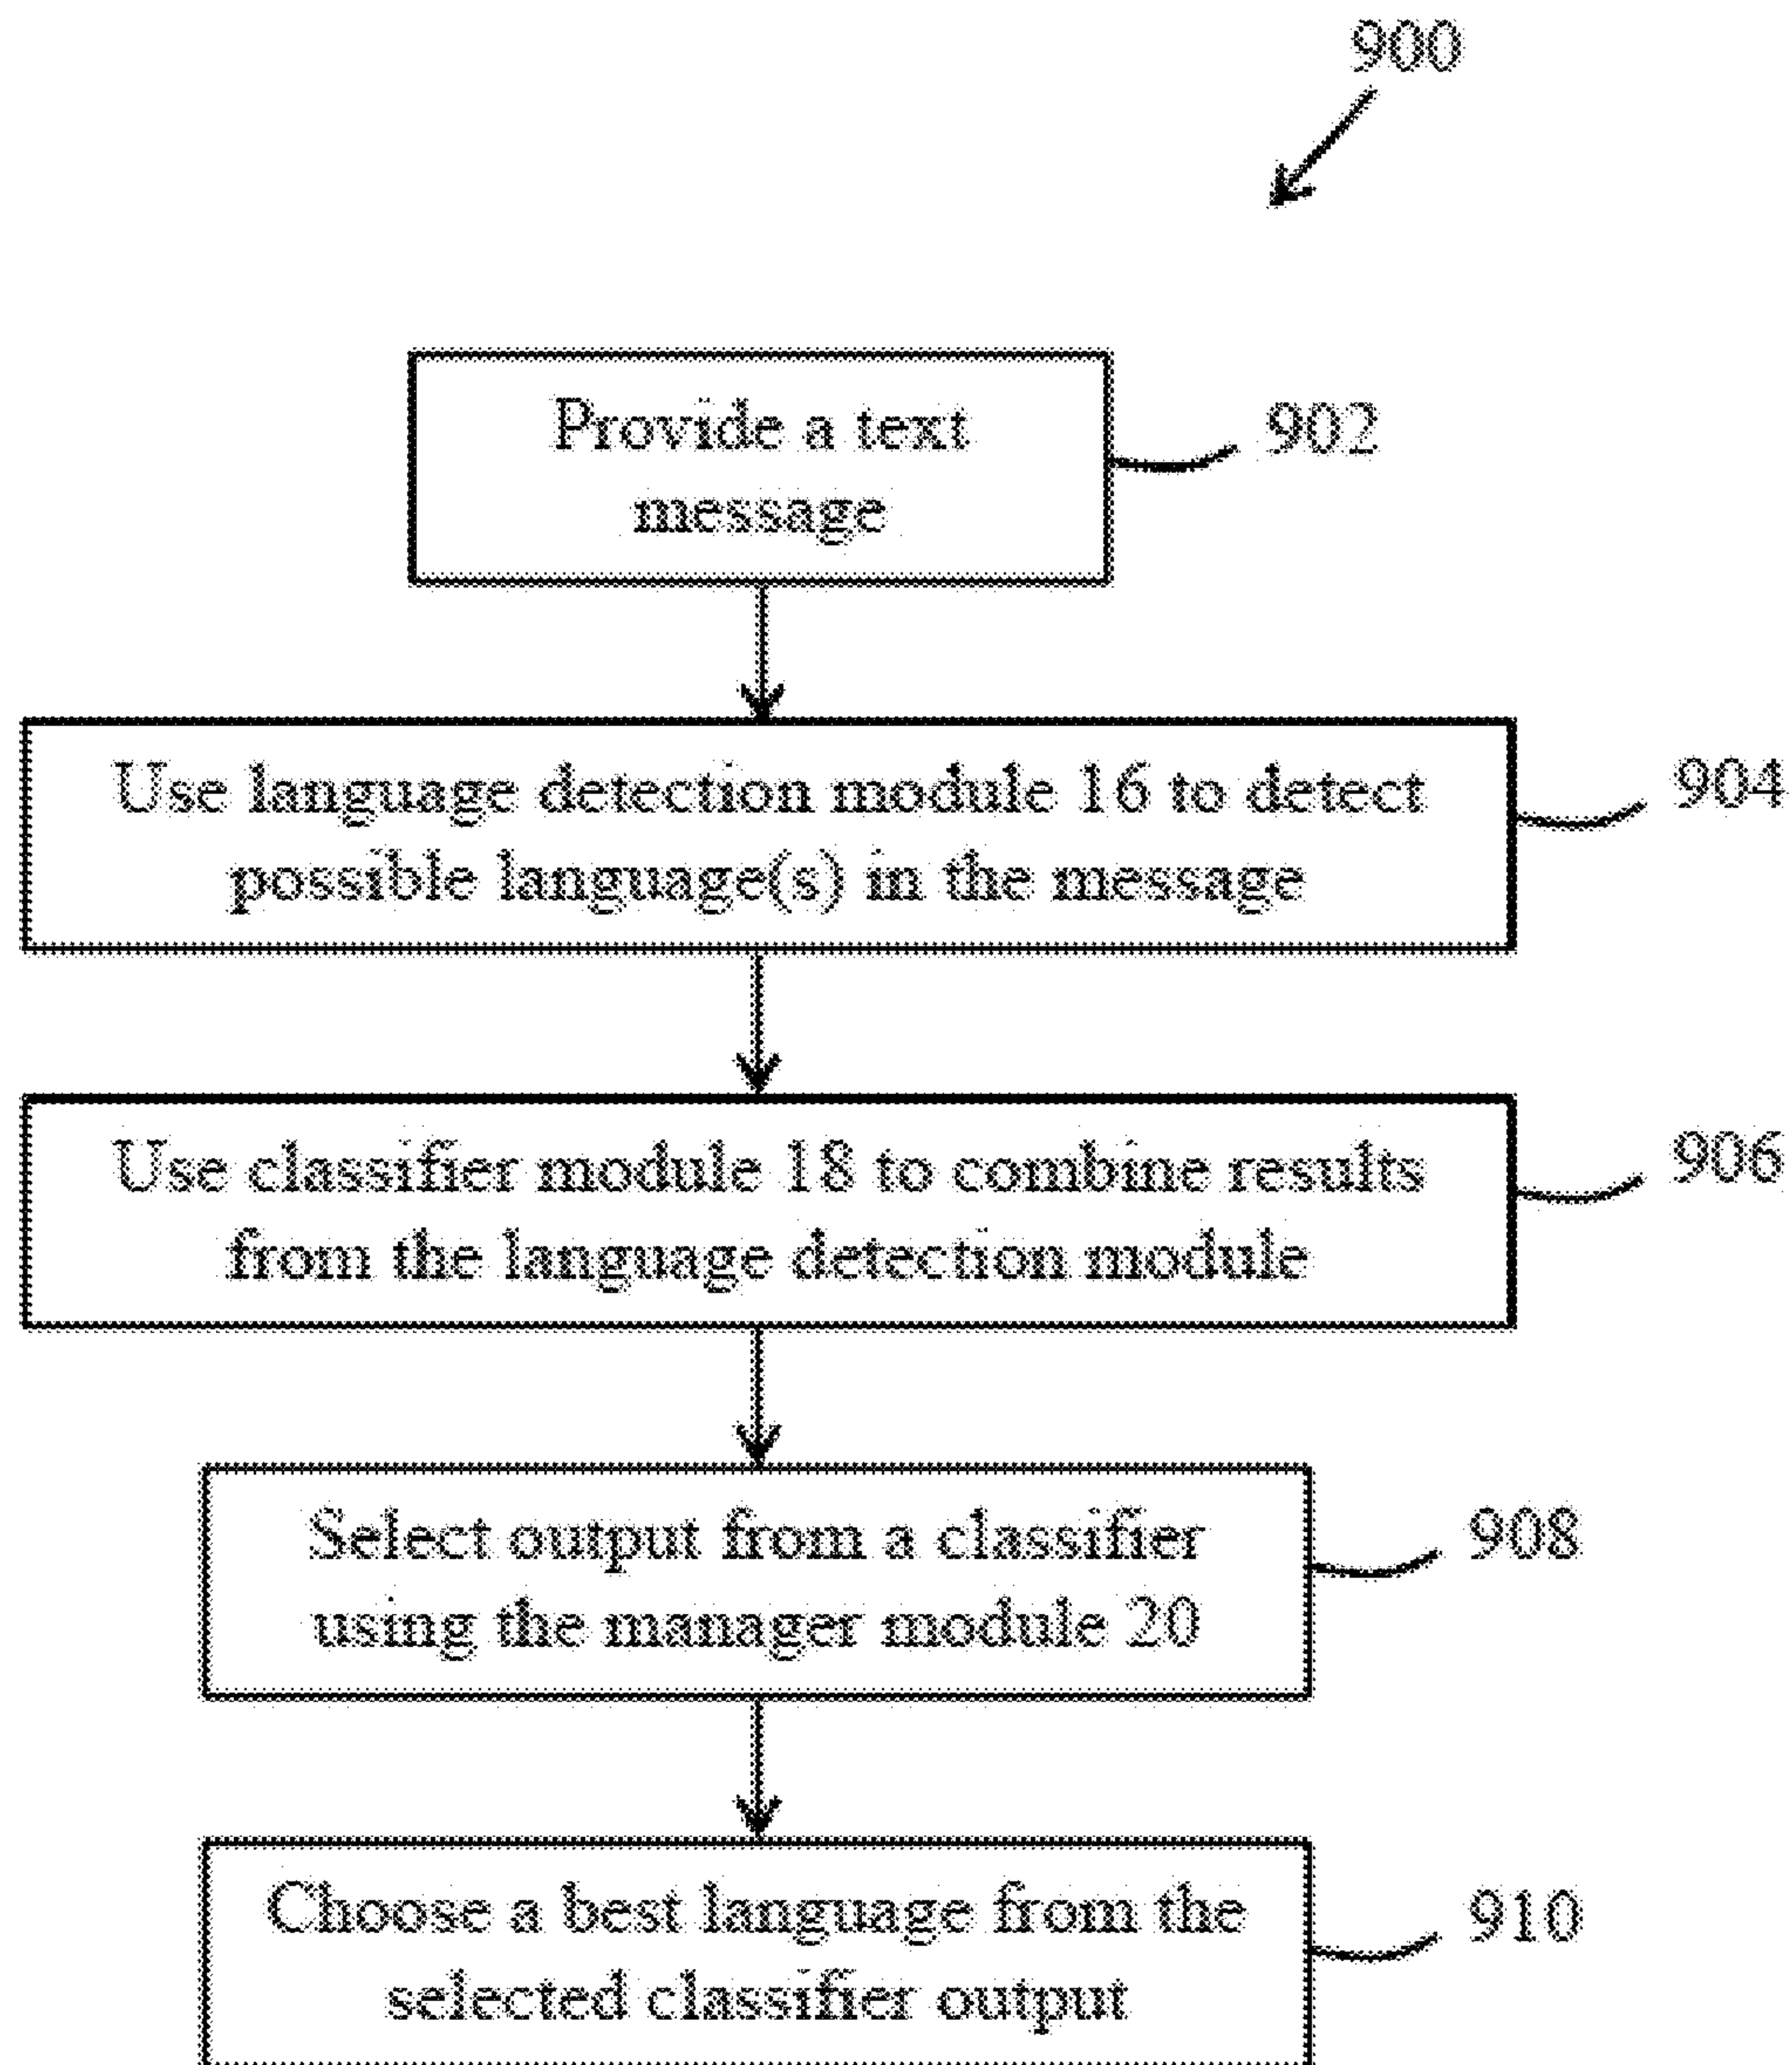 900
Provide a text
message
902
Use language detection module 16 to detect
possible language(s) in the message
904
Use classifier module 18 to combine results
from the language detection module
906
Select output from a classifier
using the manager module 20
908
Choose a best language from the
selected classifier output
910